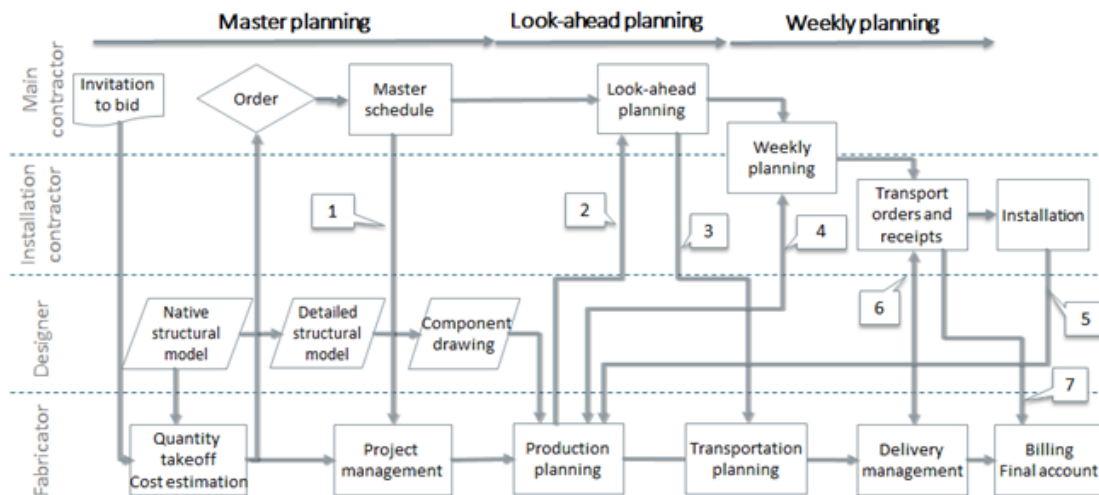 Master planning
Look-ahead planning
Weekly planning
Main
contractor
Invitation
to bid
Order
Master
schedule
Look-ahead
planning
Weekly
planning
Installation
contractor
1
2
3
4
Transport
orders and
receipts
Installation
Designer
Native
structural
model
Detailed
structural
model
Component
drawing
6
5
7
Fabricator
Quantity
takeoff
Cost estimation
Project
management
Production
planning
Transportation
planning
Delivery
management
Billing
Final account